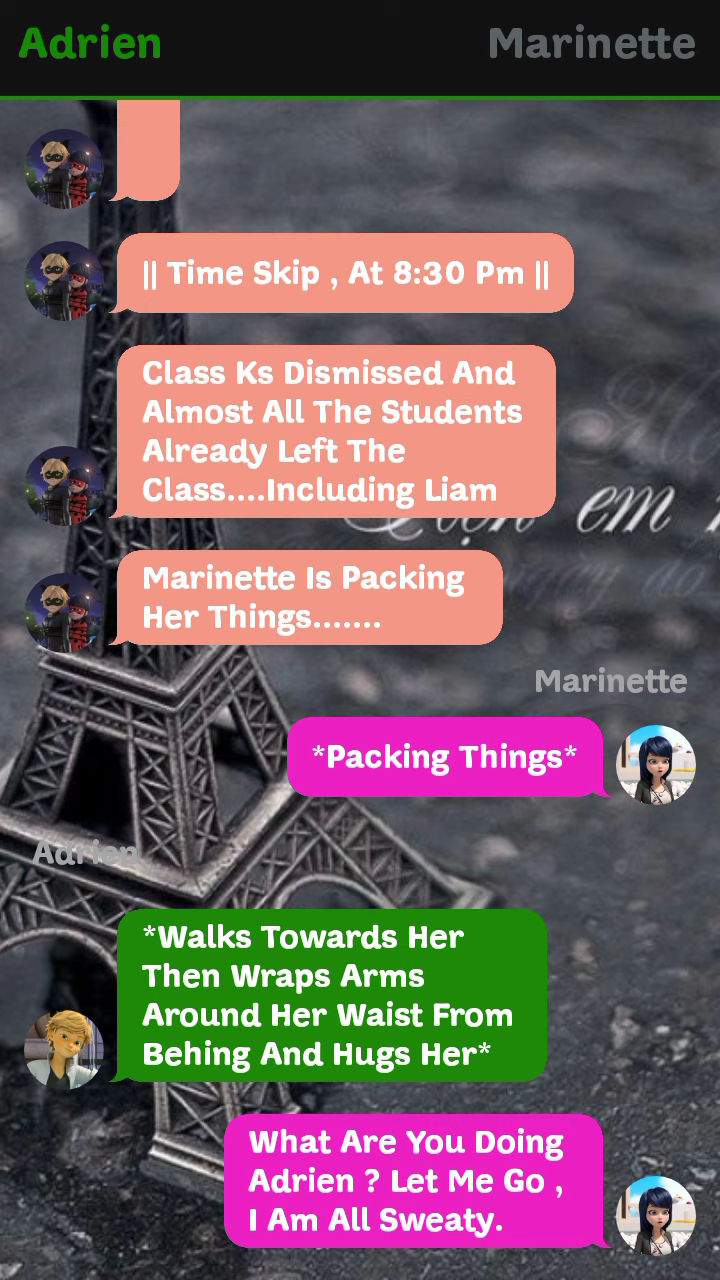 Adrien
Marinette
|| Time Skip , At 8:30 Pm ||
Class Ks Dismissed And
Almost All The Students
Already Left The
Class....Including Liam
Marinette Is Packing
Her Things.......
em
Marinette
*Packing Things*
Adrien
*Walks Towards Her
Then Wraps Arms
Around Her Waist From
Behing And Hugs Her*
What Are You Doing
Adrien ? Let Me Go ,
I Am All Sweaty.